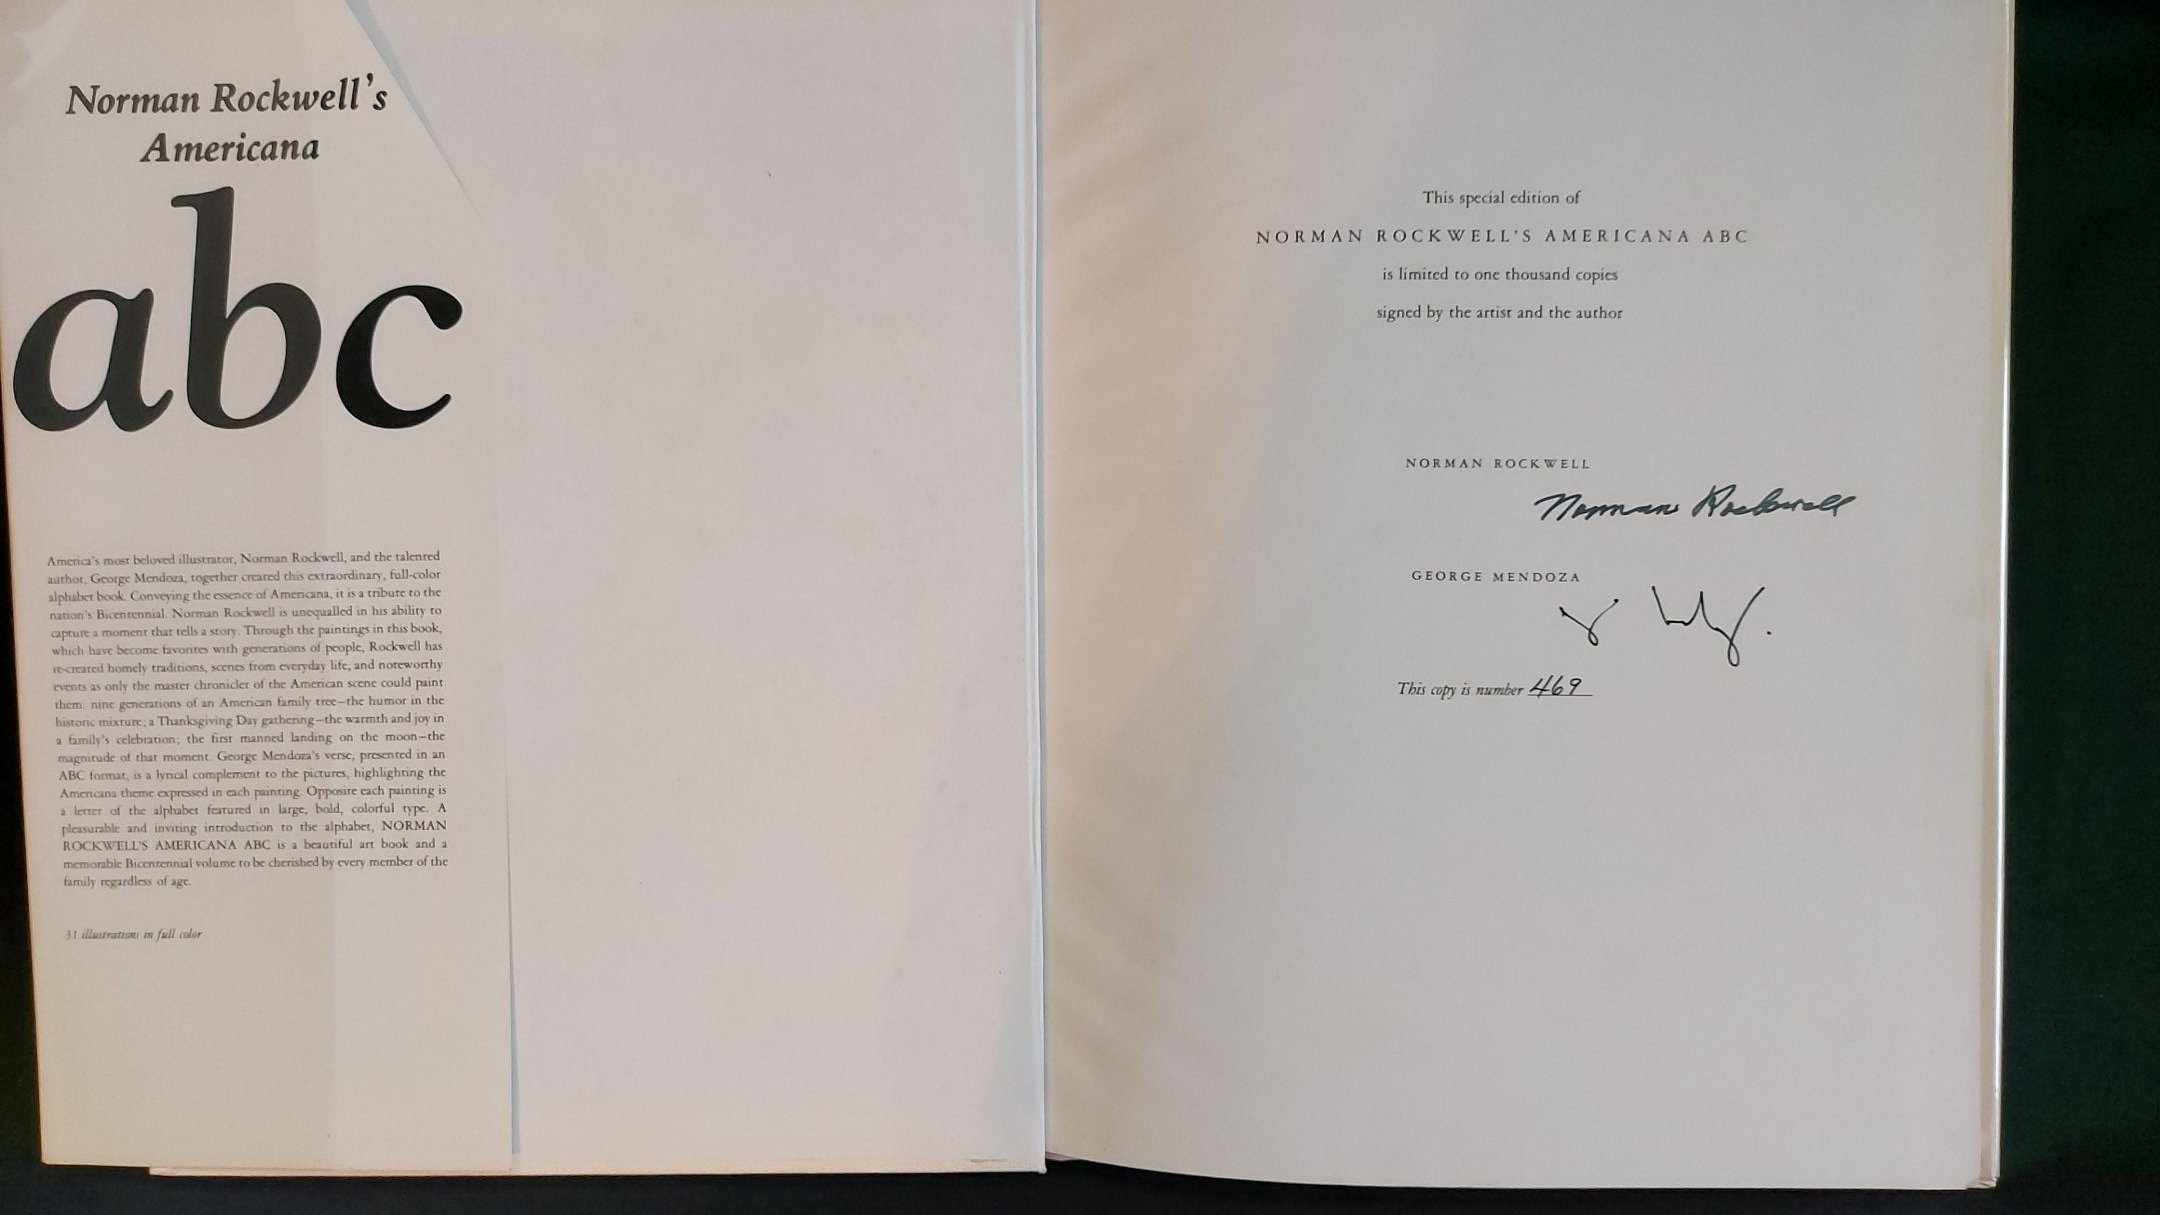 Norman Rockwell's
Americana
abc
America's most beloved illustrator, Norman Rockwell, and the talented
author, George Mendoza, together created this extraordinary, full-color
alphabet book. Conveying the essence of Americana, it is a tribute to the
nation's Bicentennial. Norman Rockwell is unequalled in his ability to
capture a moment that tells a story. Through the paintings in this book,
which have become favorites with generations of people, Rockwell has
re-created homely traditions, scenes from everyday life, and noteworthy
events as only the master chronicler of the American scene could paint
them: nine generations of an American family tree—the humor in the
historic mixture; a Thanksgiving Day gathering—the warmth and joy in
a family's celebration; the first manned landing on the moon—the
magnitude of that moment. George Mendoza's verse, presented in an
ABC format, is a lyrical complement to the pictures, highlighting the
Americana theme expressed in each painting. Opposite each painting is
a letter of the alphabet featured in large, bold, colorful type. A
pleasurable and inviting introduction to the alphabet, NORMAN
ROCKWELL'S AMERICANA ABC is a beautiful art book and a
memorable Bicentennial volume to be cherished by every member of the
family regardless of age.
31 illustrations in full color
This special edition of
NORMAN ROCKWELL'S AMERICANA ABC
is limited to one thousand copies
signed by the artist and the author
NORMAN ROCKWELL
Norman Rockwell
GEORGE MENDOZA
This copy is number 469